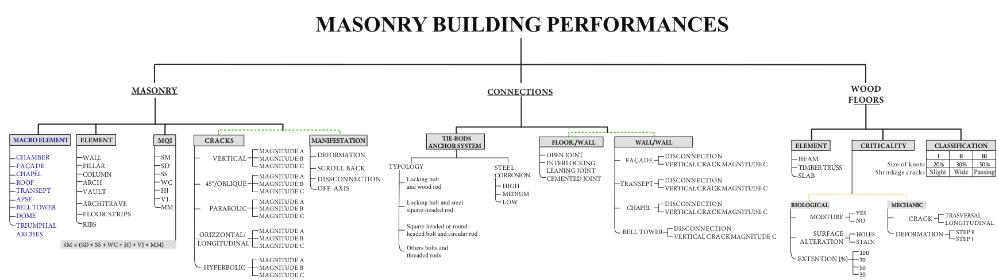 MASONRY BUILDING PERFORMANCES
MASONRY
MACRO ELEMENT
CHAMBER
FAÇADE
CHAPEL
ROOF
TRANSEPT
APSE
BELL TOWER
DOME
TRIUMPHAL
ARCHES
ELEMENT
WALL
PILLAR
COLUMN
ARCH
VAULT
ARCHITRAVE
FLOOR STRIPS
RIBS
MQI
SM
SD
SS
WC
HJ
VJ
MM
SM × (SD + SS + WC + HJ + VJ + MM)
CRACKS
VERTICAL
MAGNITUDE A
MAGNITUDE B
MAGNITUDE C
45°/OBLIQUE
MAGNITUDE A
MAGNITUDE B
MAGNITUDE C
PARABOLIC
MAGNITUDE A
MAGNITUDE B
MAGNITUDE C
ORIZZONTAL/
LONGITUDINAL
MAGNITUDE A
MAGNITUDE B
MAGNITUDE C
HYPERBOLIC
MAGNITUDE A
MAGNITUDE B
MAGNITUDE C
MANIFESTATION
DEFORMATION
SCROLL BACK
DISSCONNECTION
OFF-AXIS
CONNECTIONS
TIE-RODS
ANCHOR SYSTEM
TYPOLOGY
Locking bolt
and wood rod
Locking bolt and steel
square-headed rod
Square-headed or round-
headed bolt and circular rod
Others bolts and
threaded rods
STEEL
CORROSION
HIGH
MEDIUM
LOW
FLOOR./WALL
OPEN JOINT
INTERLOCKING
LEANING JOINT
CEMENTED JOINT
WALL/WALL
FAÇADE
DISCONNECTION
VERTICAL CRACK MAGNITUDE C
TRANSEPT
DISCONNECTION
VERTICAL CRACK MAGNITUDE C
CHAPEL
DISCONNECTION
VERTICAL CRACK MAGNITUDE C
BELL TOWER
DISCONNECTION
VERTICAL CRACK MAGNITUDE C
WOOD
FLOORS
ELEMENT
BEAM
TIMBER TRUSS
SLAB
CRITICALITY
BIOLOGICAL
MOISTURE
YES
NO
SURFACE
ALTERATION
HOLES
STAIN
EXTENTION (%)
100
70
50
30
MECHANIC
CRACK
TRASVERSAL
LONGITUDINAL
DEFORMATION
STEP II
STEP I
CLASSIFICATION
I II III
Size of knots 20% 30% 50%
Shrinkage cracks Slight Wide Passing